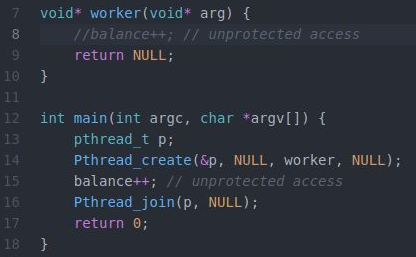 7 void* worker(void* arg) {
8     //balance++; // unprotected access
9     return NULL;
10 }
11
12 int main(int argc, char *argv[]) {
13     pthread_t p;
14     Pthread_create(&p, NULL, worker, NULL);
15     balance++; // unprotected access
16     Pthread_join(p, NULL);
17     return 0;
18 }